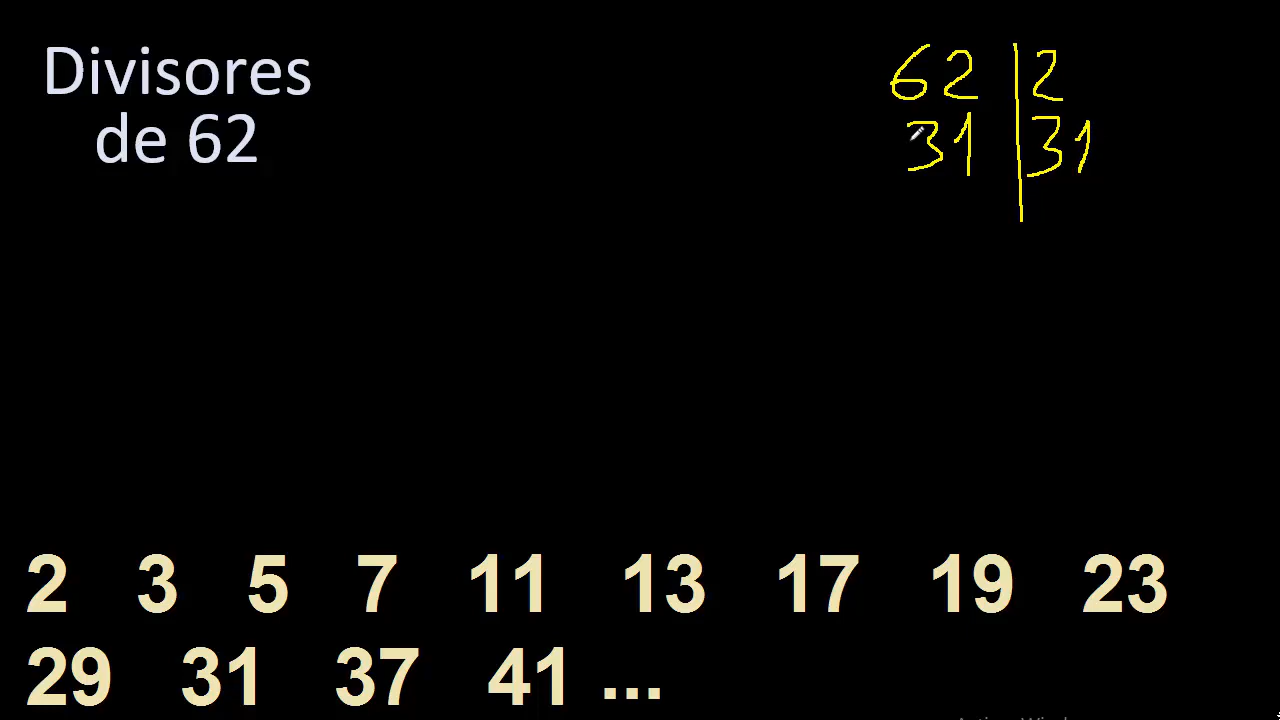 Divisores
de 62
62 | 2
31 | 31
2 3 5 7 11 13 17 19 23
29 31 37 41 ...